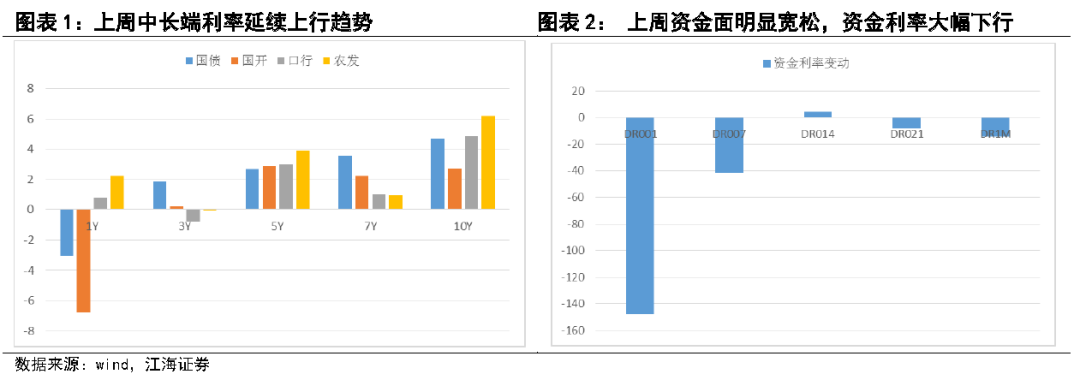 图表1：上周中长端利率延续上行趋势
国债 国开 口行 农发
8
6
4
2
0
-2
-4
-6
-8
1Y 3Y 5Y 7Y 10Y
图表2： 上周资金面明显宽松，资金利率大幅下行
资金利率变动
20
0
-20
-40
-60
-80
-100
-120
-140
-160
DR001 DR007 DR014 DR021 DR1M
数据来源：wind，江海证券